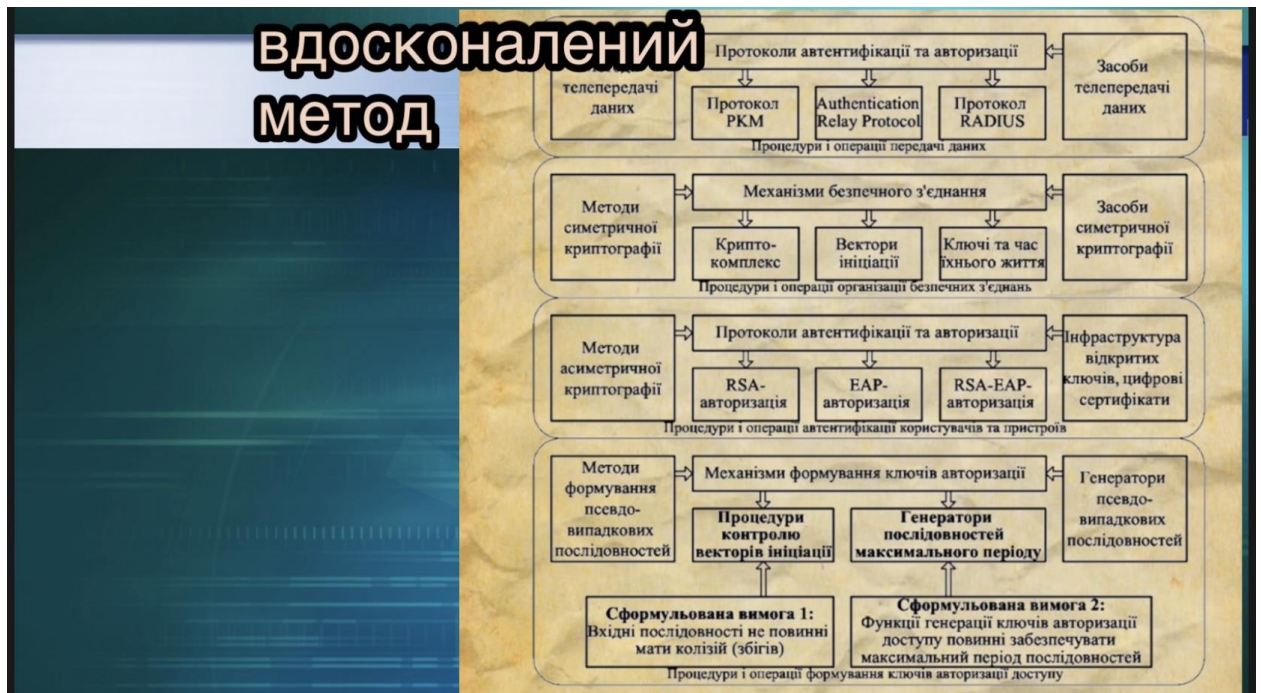 вдосконалений
метод
Протоколи автентифікації та авторизації
телепередачі
даних
Протокол
PKM
Authentication
Relay Protocol
Протокол
RADIUS
Засоби
телепередачі
даних
Процедури і операції передачі даних
Методи
симетричної
криптографії
Механізми безпечного з'єднання
Крипто-
комплекс
Вектори
ініціації
Ключі та час
їхнього життя
Засоби
симетричної
криптографії
Процедури і операції організації безпечних з'єднань
Методи
асиметричної
криптографії
Протоколи автентифікації та авторизації
RSA-
авторизація
EAP-
авторизація
RSA-EAP-
авторизація
Інфраструктура
відкритих
ключів, цифрові
сертифікати
Процедури і операції автентифікації користувачів та пристроїв
Методи
формування
псевдо-
випадкових
послідовностей
Механізми формування ключів авторизації
Процедури
контролю
векторів ініціації
Генератори
послідовностей
максимального періоду
Генератори
псевдо-
випадкових
послідовностей
Сформульована вимога 1:
Вхідні послідовності не повинні
мати колізій (збігів)
Сформульована вимога 2:
Функції генерації ключів авторизації
доступу повинні забезпечувати
максимальний період послідовностей
Процедури і операції формування ключів авторизації доступу